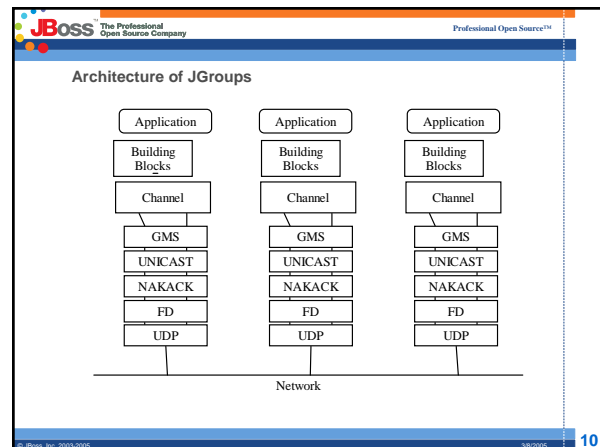 JBoss™ The Professional
Open Source Company
Professional Open Source™
Architecture of JGroups
Application Application Application
Building Building Building
Blocks Blocks Blocks
Channel Channel Channel
GMS GMS GMS
UNICAST UNICAST UNICAST
NAKACK NAKACK NAKACK
FD FD FD
UDP UDP UDP
Network
© JBoss, Inc. 2003-2005
3/8/2005
10